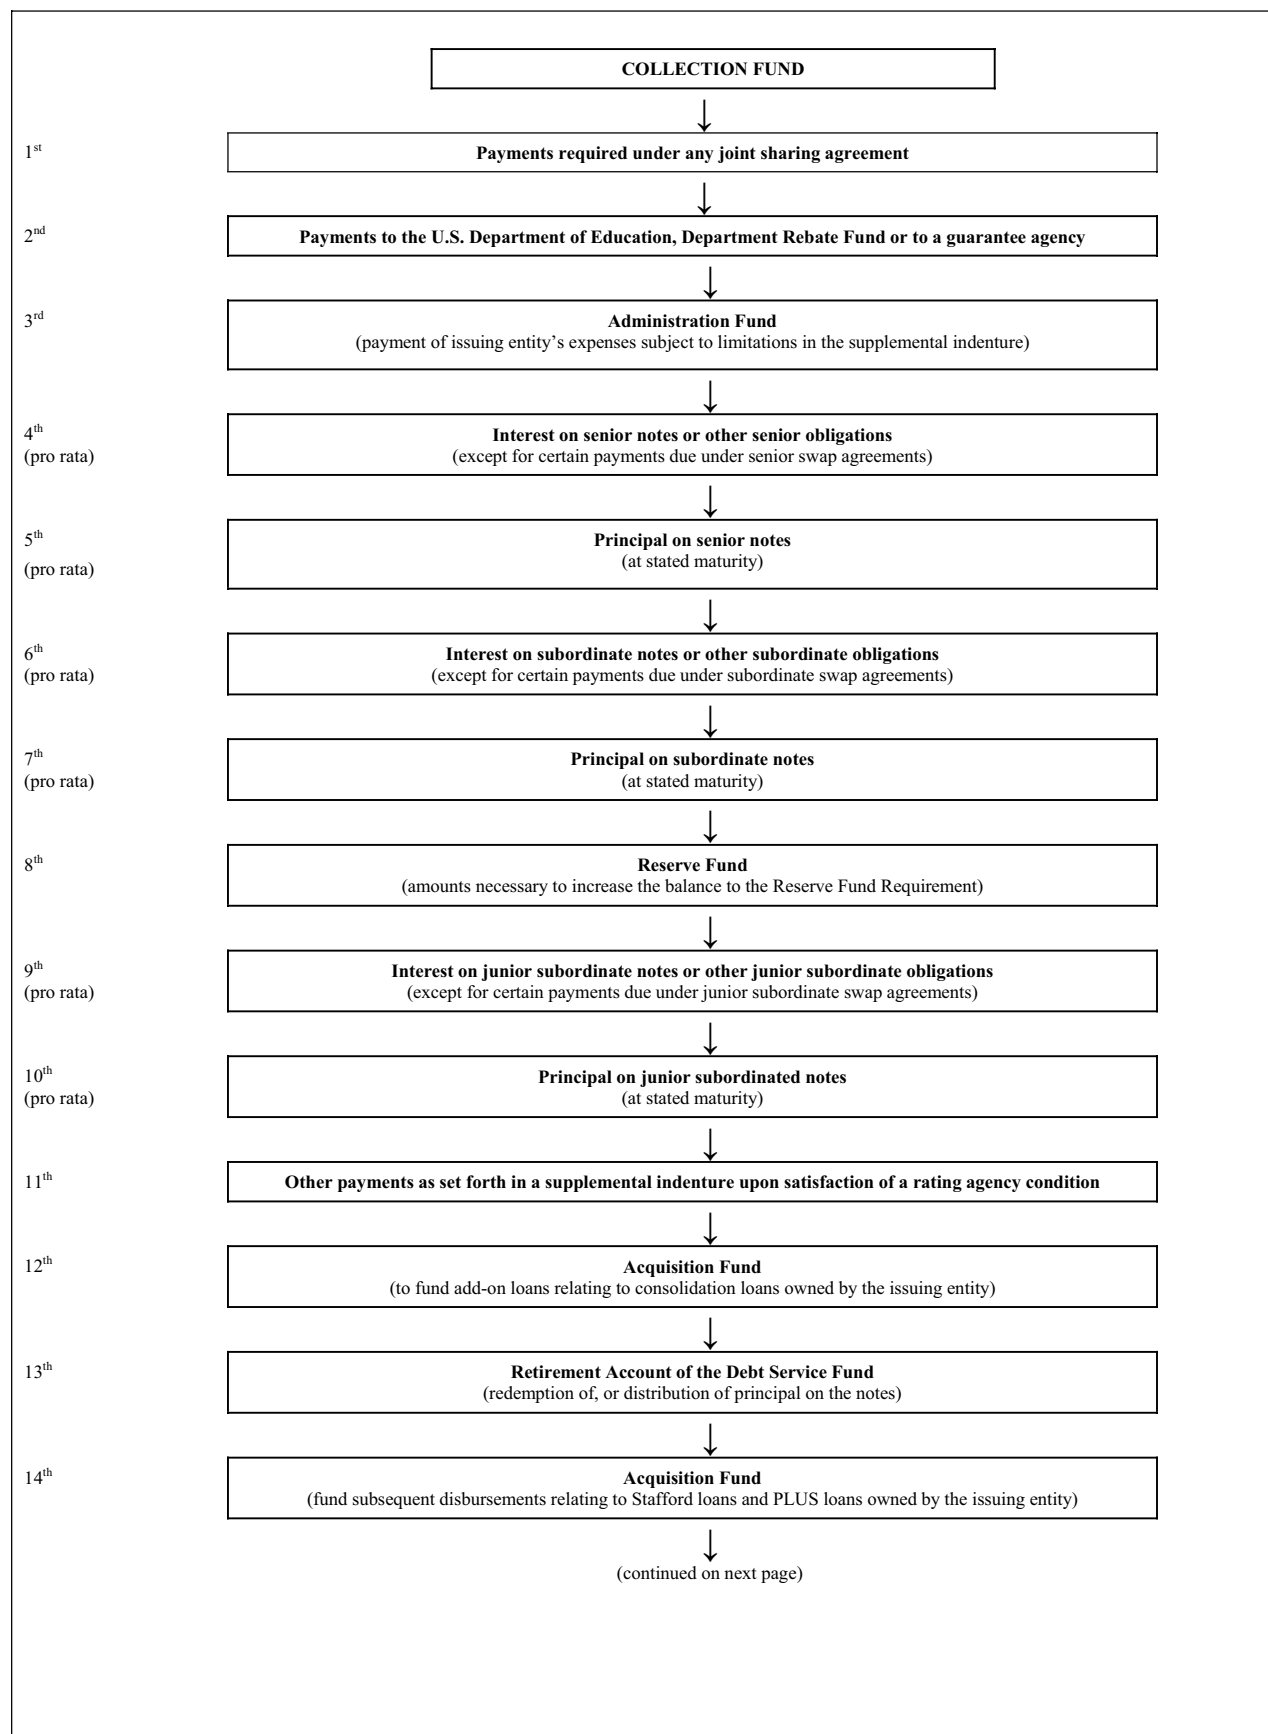 COLLECTION FUND
1st
Payments required under any joint sharing agreement
2nd
Payments to the U.S. Department of Education, Department Rebate Fund or to a guarantee agency
3rd
Administration Fund
(payment of issuing entity's expenses subject to limitations in the supplemental indenture)
4th
(pro rata)
Interest on senior notes or other senior obligations
(except for certain payments due under senior swap agreements)
5th
(pro rata)
Principal on senior notes
(at stated maturity)
6th
(pro rata)
Interest on subordinate notes or other subordinate obligations
(except for certain payments due under subordinate swap agreements)
7th
(pro rata)
Principal on subordinate notes
(at stated maturity)
8th
Reserve Fund
(amounts necessary to increase the balance to the Reserve Fund Requirement)
9th
(pro rata)
Interest on junior subordinate notes or other junior subordinate obligations
(except for certain payments due under junior subordinate swap agreements)
10th
(pro rata)
Principal on junior subordinated notes
(at stated maturity)
11th
Other payments as set forth in a supplemental indenture upon satisfaction of a rating agency condition
12th
Acquisition Fund
(to fund add-on loans relating to consolidation loans owned by the issuing entity)
13th
Retirement Account of the Debt Service Fund
(redemption of, or distribution of principal on the notes)
14th
Acquisition Fund
(fund subsequent disbursements relating to Stafford loans and PLUS loans owned by the issuing entity)
(continued on next page)